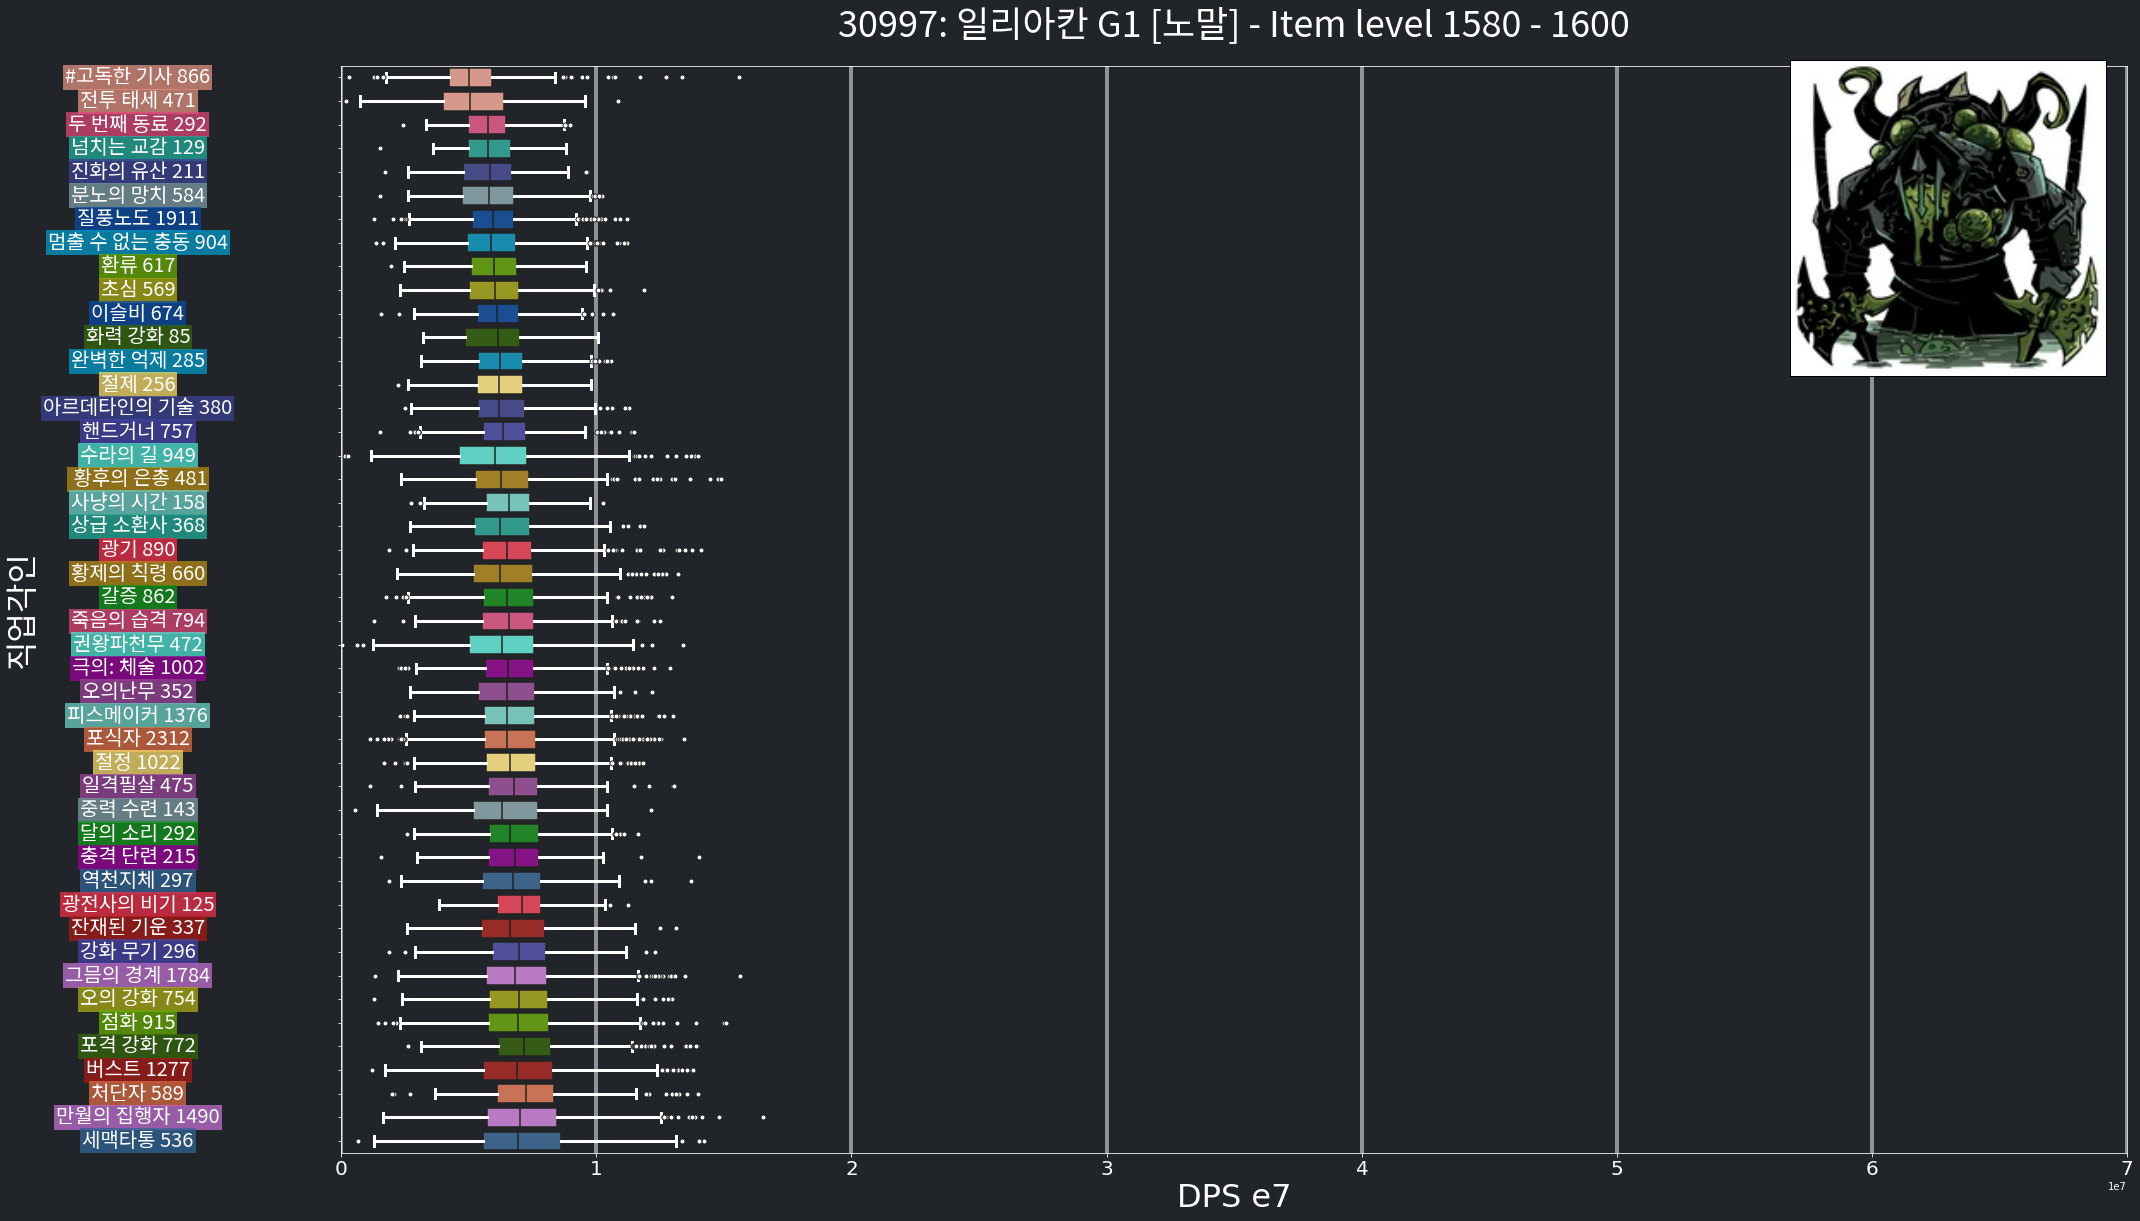 30997: 일리아칸 G1 [노말] - Item level 1580 - 1600
#고독한 기사 866
전투 태세 471
두 번째 동료 292
넘치는 교감 129
진화의 유산 211
분노의 망치 584
질풍노도 1911
멈출 수 없는 충동 904
환류 617
초심 569
이슬비 674
화력 강화 85
완벽한 억제 285
절제 256
아르데타인의 기술 380
핸드거너 757
수라의 길 949
황후의 은총 481
사냥의 시간 158
상급 소환사 368
광기 890
황제의 칙령 660
갈증 862
죽음의 습격 794
권왕파천무 472
극의: 체술 1002
오의난무 352
피스메이커 1376
포식자 2312
절정 1022
일격필살 475
중력 수련 143
달의 소리 292
충격 단련 215
역천지체 297
광전사의 비기 125
잔재된 기운 337
강화 무기 296
그믐의 경계 1784
오의 강화 754
점화 915
포격 강화 772
버스트 1277
처단자 589
만월의 집행자 1490
세맥타통 536
직업각인
0 1 2 3 4 5 6 7
DPS e7
1e7